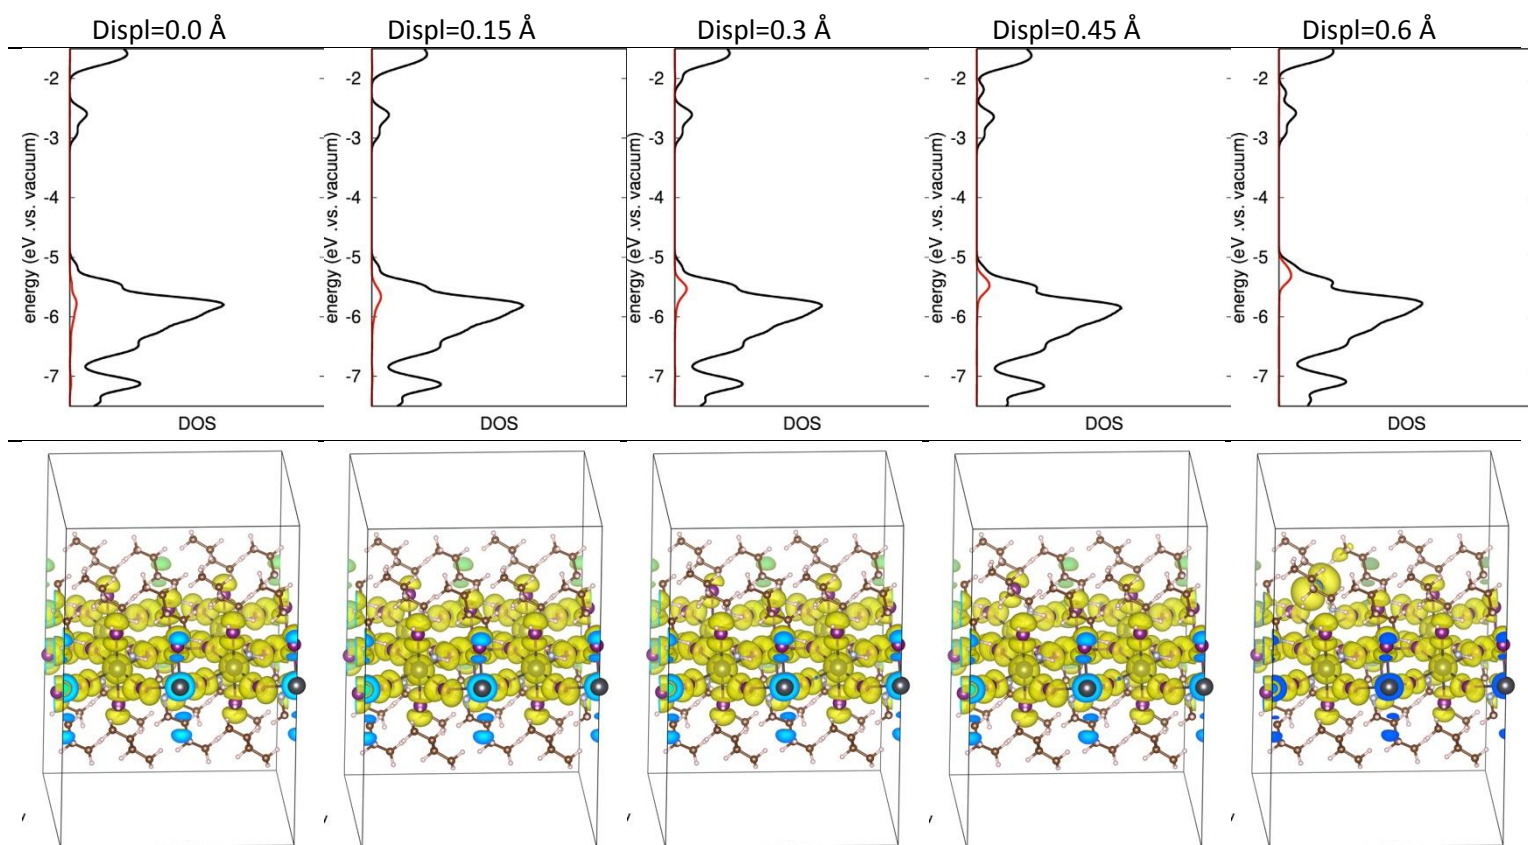 Displ=0.0 Å
Displ=0.15 Å
Displ=0.3 Å
Displ=0.45 Å
Displ=0.6 Å
energy (eV .vs. vacuum)
-2
-3
-4
-5
-6
-7
DOS
energy (eV .vs. vacuum)
-2
-3
-4
-5
-6
-7
DOS
energy (eV .vs. vacuum)
-2
-3
-4
-5
-6
-7
DOS
energy (eV .vs. vacuum)
-2
-3
-4
-5
-6
-7
DOS
energy (eV .vs. vacuum)
-2
-3
-4
-5
-6
-7
DOS